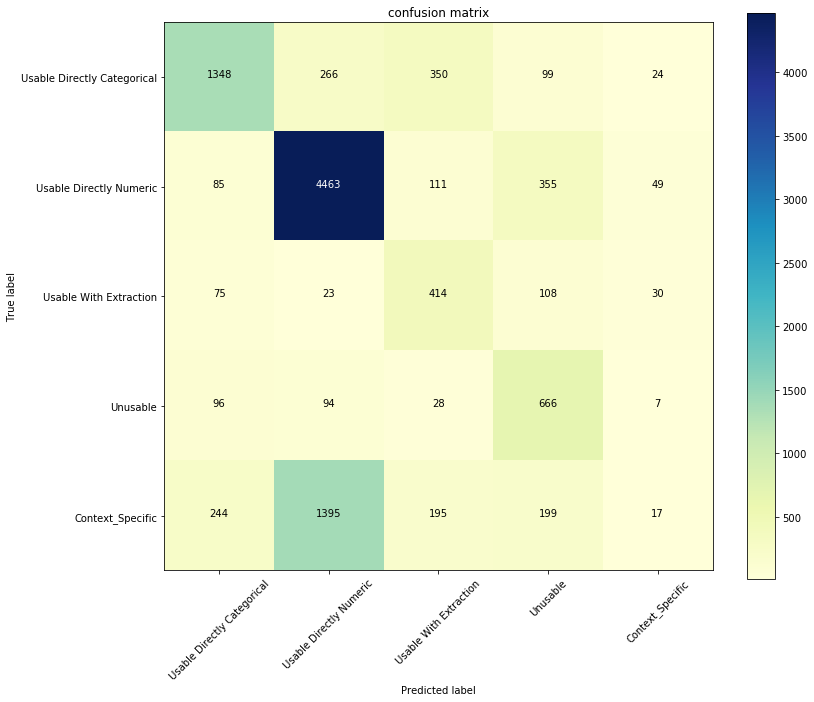 confusion matrix
Usable Directly Categorical 1348 266 350 99 24
Usable Directly Numeric 85 4463 111 355 49
Usable With Extraction 75 23 414 108 30
Unusable 96 94 28 666 7
Context_Specific 244 1395 195 199 17
True label
Usable Directly Categorical
Usable Directly Numeric
Usable With Extraction
Unusable
Context_Specific
Predicted label
4000
3500
3000
2500
2000
1500
1000
500